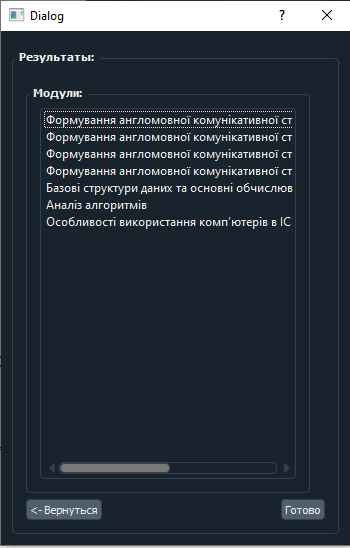 Dialog
?
Результаты:
Модули:
Формування англомовної комунікативної ст
Формування англомовної комунікативної ст
Формування англомовної комунікативної ст
Формування англомовної комунікативної ст
Базові структури даних та основні обчислюв
Аналіз алгоритмів
Особливості використання комп’ютерів в ІС
<- Вернуться
Готово